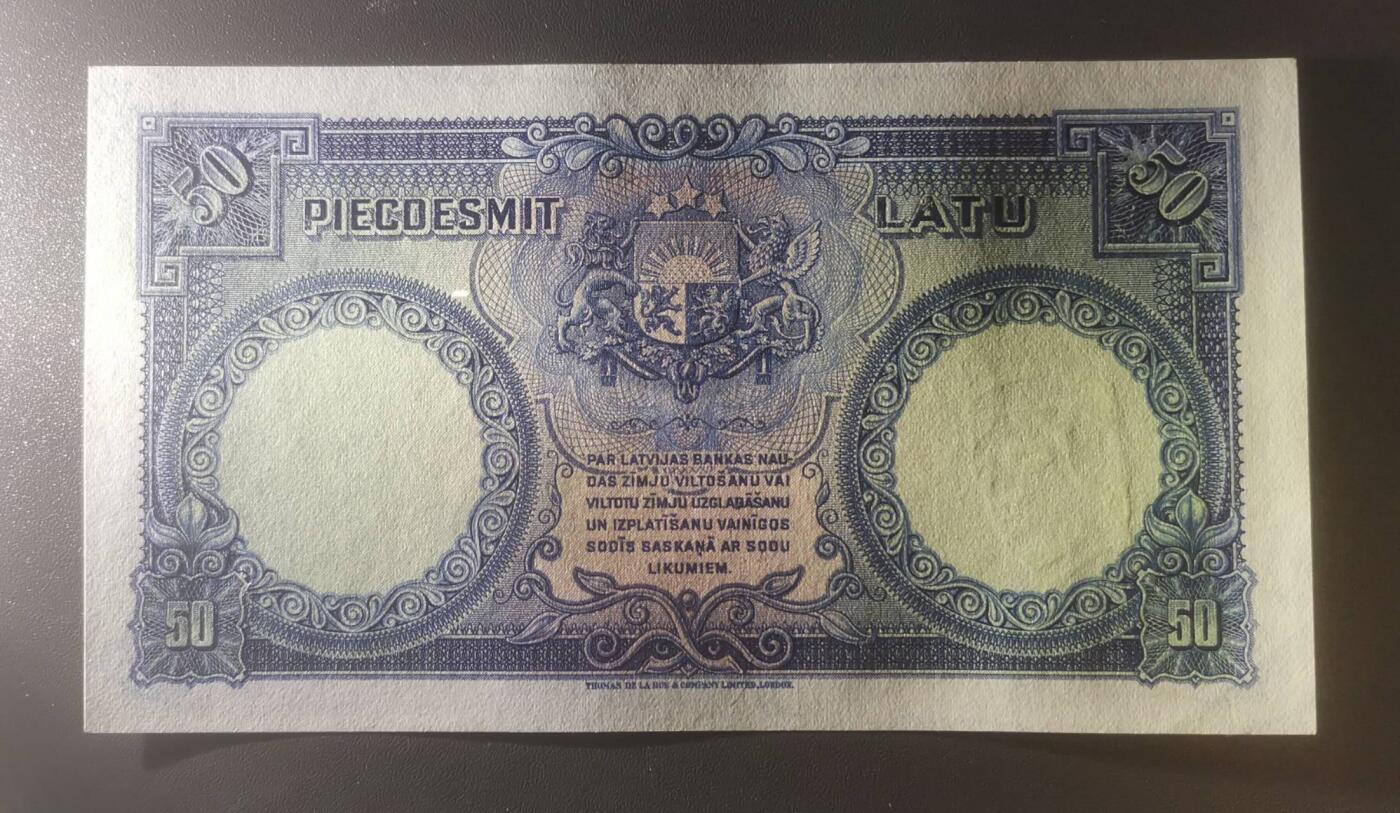 50 50
PIECDESMIT LATU
PAR LATVIJAS BANKAS NAU-
DAS ZĪMJU VILTOŠANU VAI
VILTOTU ZĪMJU UZGLABĀŠANU
UN IZPLATĪŠANU VAINĪGOS
SODĪS SASKAŅĀ AR SODU
LIKUMIEM.
50 50
THOMAS DE LA RUE & COMPANY LIMITED, LONDON.